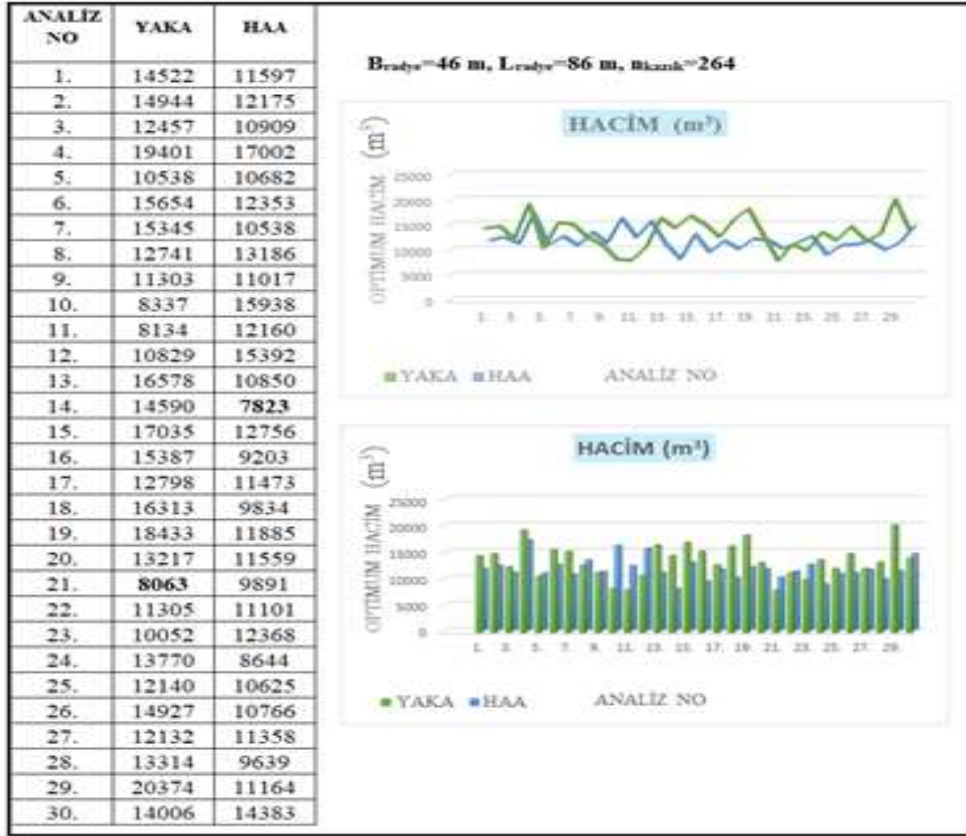 ANALİZ NO YAKA HAA
1. 14522 11597
2. 14944 12175
3. 12457 10909
4. 19401 17002
5. 10538 10682
6. 15654 12353
7. 15345 10538
8. 12741 13186
9. 11303 11017
10. 8337 15938
11. 8134 12160
12. 10829 15392
13. 16578 10850
14. 14590 7823
15. 17035 12756
16. 15387 9203
17. 12798 11473
18. 16313 9834
19. 18433 11885
20. 13217 11559
21. 8063 9891
22. 11305 11101
23. 10052 12368
24. 13770 8644
25. 12140 10625
26. 14927 10766
27. 12132 11358
28. 13314 9639
29. 20374 11164
30. 14006 14383
Bradye=46 m, Lradye=86 m, nkazık=264
HACİM (m³)
OPTİMUM HACİM (m³)
25000
20000
15000
10000
5000
0
1. 3. 5. 7. 9. 11. 13. 15. 17. 19. 21. 23. 25. 27. 29.
YAKA HAA ANALİZ NO
HACİM (m³)
OPTİMUM HACİM (m³)
25000
20000
15000
10000
5000
0
1. 3. 5. 7. 9. 11. 13. 15. 17. 19. 21. 23. 25. 27. 29.
YAKA HAA ANALİZ NO